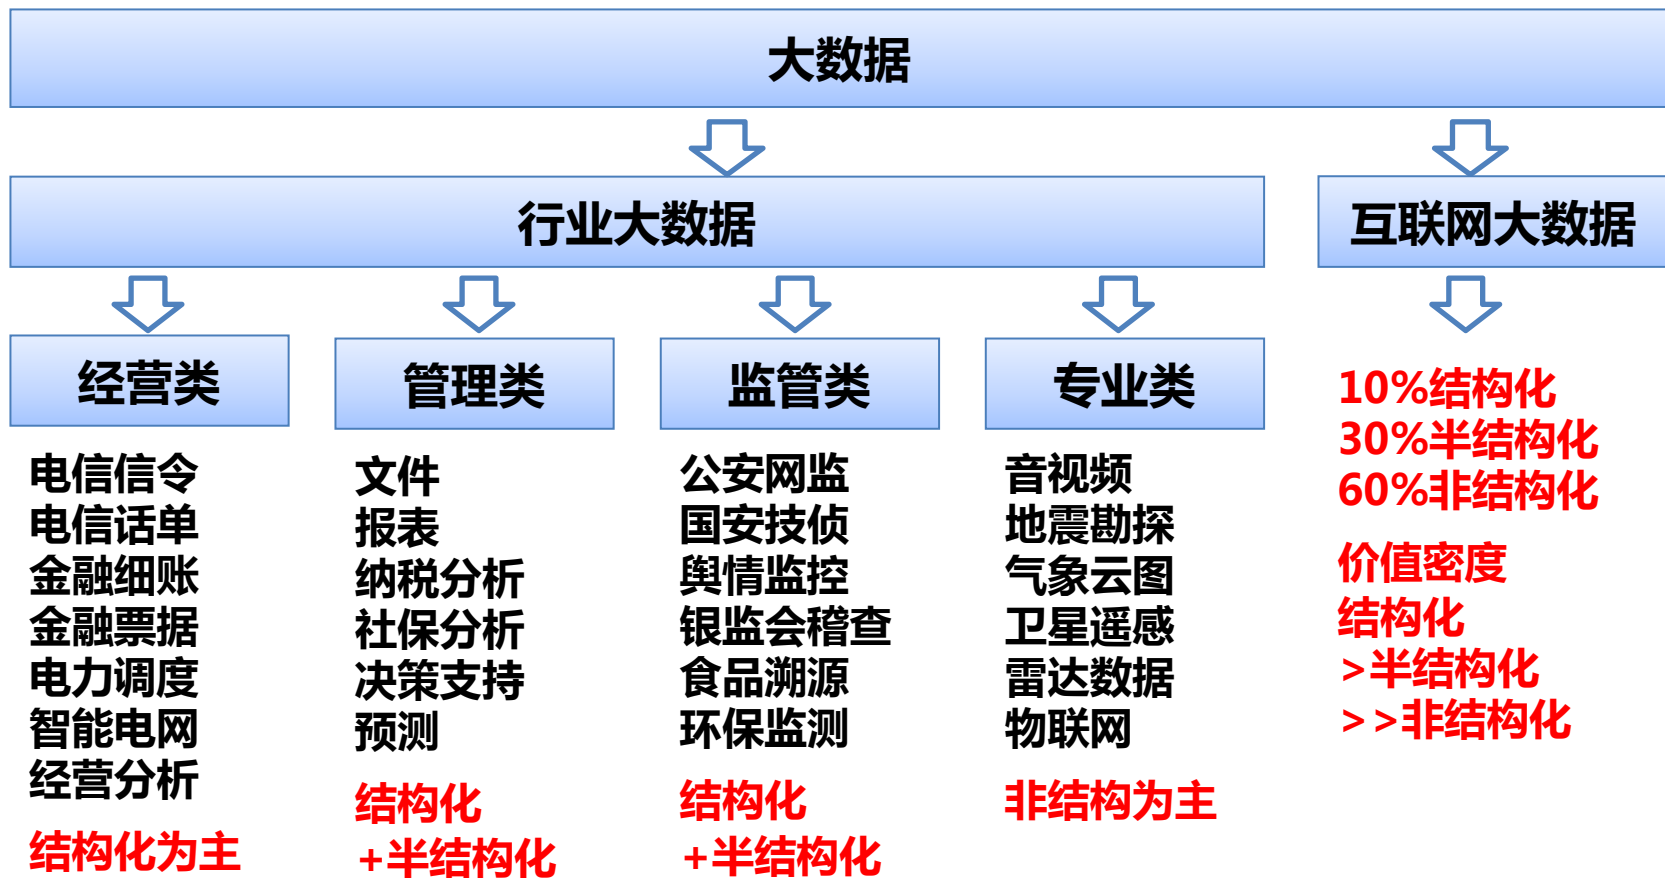 大数据
行业大数据
互联网大数据
经营类
电信信令
电信话单
金融细账
金融票据
电力调度
智能电网
经营分析
结构化为主
管理类
文件
报表
纳税分析
社保分析
决策支持
预测
结构化
+半结构化
监管类
公安网监
国安技侦
舆情监控
银监会稽查
食品溯源
环保监测
结构化
+半结构化
专业类
音视频
地震勘探
气象云图
卫星遥感
雷达数据
物联网
非结构为主
10%结构化
30%半结构化
60%非结构化
价值密度
结构化
>半结构化
>>非结构化